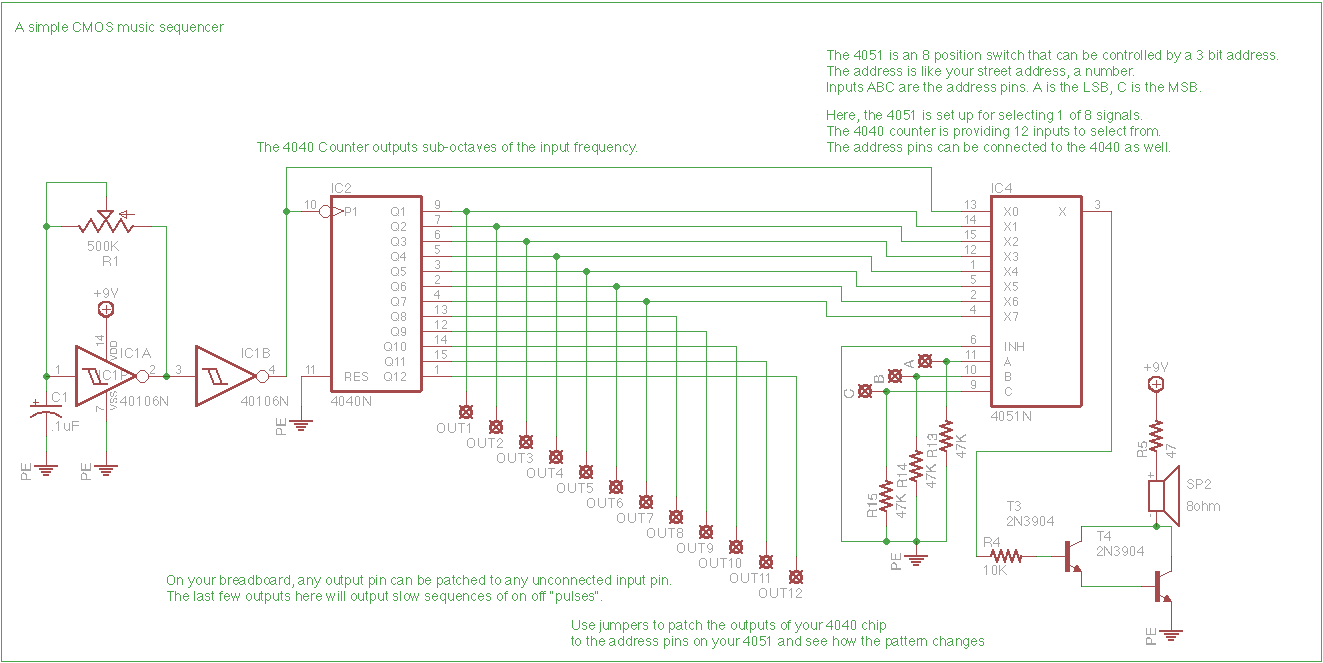 A simple CMOS music sequencer
The 4051 is an 8 position switch that can be controlled by a 3 bit address.
The address is like your street address, a number.
Inputs ABC are the address pins. A is the LSB, C is the MSB.
Here, the 4051 is set up for selecting 1 of 8 signals.
The 4040 counter is providing 12 inputs to select from.
The address pins can be connected to the 4040 as well.
The 4040 Counter outputs sub-octaves of the input frequency.
500K
R1
+9V
14
VDD
IC1A
1
2
IC1P
40106N
7
VSS
C1
+
.1uF
PE
PE
IC1B
3
4
40106N
IC2
10
P1
11
RES
4040N
PE
Q1 9
Q2 7
Q3 6
Q4 5
Q5 3
Q6 2
Q7 4
Q8 13
Q9 12
Q10 14
Q11 15
Q12 1
OUT1
OUT2
OUT3
OUT4
OUT5
OUT6
OUT7
OUT8
OUT9
OUT10
OUT11
OUT12
IC4
13 X0
14 X1
15 X2
12 X3
1 X4
5 X5
2 X6
4 X7
6 INH
11 A
10 B
9 C
X 3
4051N
A
B
C
R13
47K
R14
47K
R15
47K
PE
+9V
R5
47
+
-
SP2
8ohm
T3
2N3904
T4
2N3904
R4
10K
PE
On your breadboard, any output pin can be patched to any unconnected input pin.
The last few outputs here will output slow sequences of on off "pulses".
Use jumpers to patch the outputs of your 4040 chip
to the address pins on your 4051 and see how the pattern changes